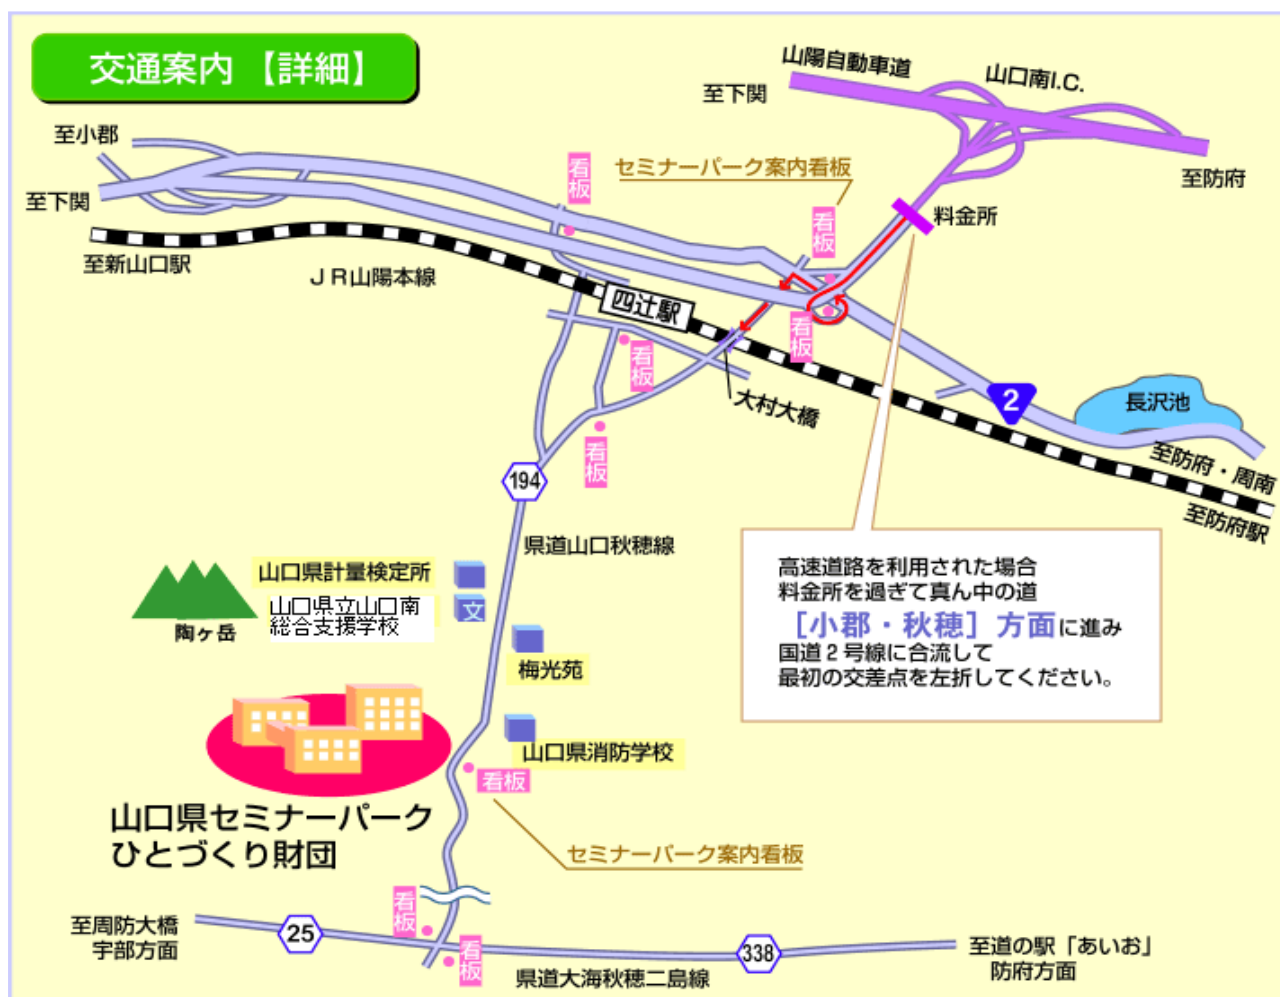 交通案内【詳細】
山陽自動車道
山口南I.C.
至下関
至小郡
セミナーパーク案内看板
看板
至防府
至下関
看板
料金所
至新山口駅
ＪＲ山陽本線
四辻駅
看板
看板
大村大橋
2
長沢池
看板
至防府・周南
194
至防府駅
県道山口秋穂線
高速道路を利用された場合
料金所を過ぎて真ん中の道
［小郡・秋穂］方面に進み
国道２号線に合流して
最初の交差点を左折してください。
山口県計量検定所
山口県立山口南
総合支援学校
文
陶ヶ岳
梅光苑
山口県消防学校
看板
山口県セミナーパーク
ひとづくり財団
セミナーパーク案内看板
看板
至周防大橋
宇部方面
25
看板
338
至道の駅「あいお」
防府方面
県道大海秋穂二島線